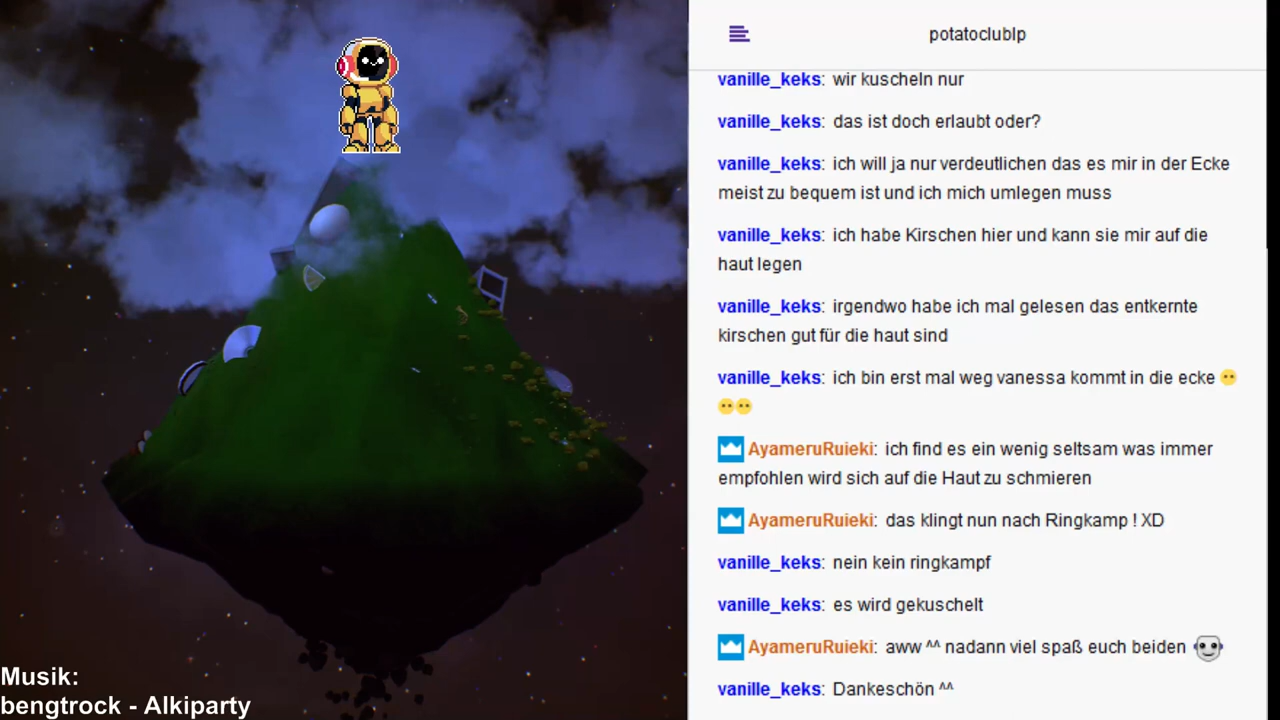 potatoclublp
vanille_keks: wir kuscheln nur
vanille_keks: das ist doch erlaubt oder?
vanille_keks: ich will ja nur verdeutlichen das es mir in der Ecke
meist zu bequem ist und ich mich umlegen muss
vanille_keks: ich habe Kirschen hier und kann sie mir auf die
haut legen
vanille_keks: irgendwo habe ich mal gelesen das entkernte
kirschen gut für die haut sind
vanille_keks: ich bin erst mal weg vanessa kommt in die ecke
AyameruRuieki: ich find es ein wenig seltsam was immer
empfohlen wird sich auf die Haut zu schmieren
AyameruRuieki: das klingt nun nach Ringkamp ! XD
vanille_keks: nein kein ringkampf
vanille_keks: es wird gekuschelt
AyameruRuieki: aww ^^ nadann viel spaß euch beiden
vanille_keks: Dankeschön ^^
Musik:
bengtrock - Alkiparty